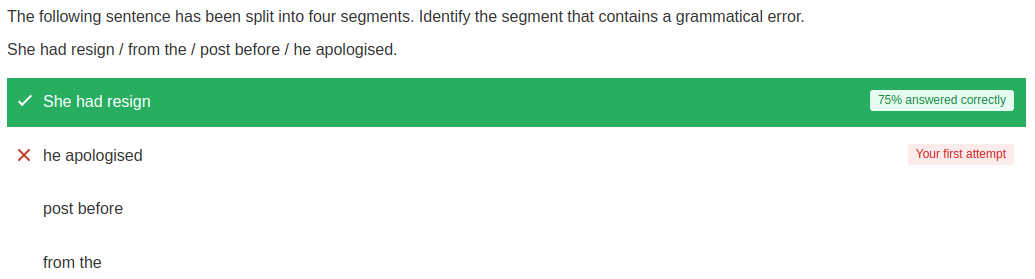 The following sentence has been split into four segments. Identify the segment that contains a grammatical error.
She had resign / from the / post before / he apologised.
She had resign 75% answered correctly
he apologised Your first attempt
post before
from the